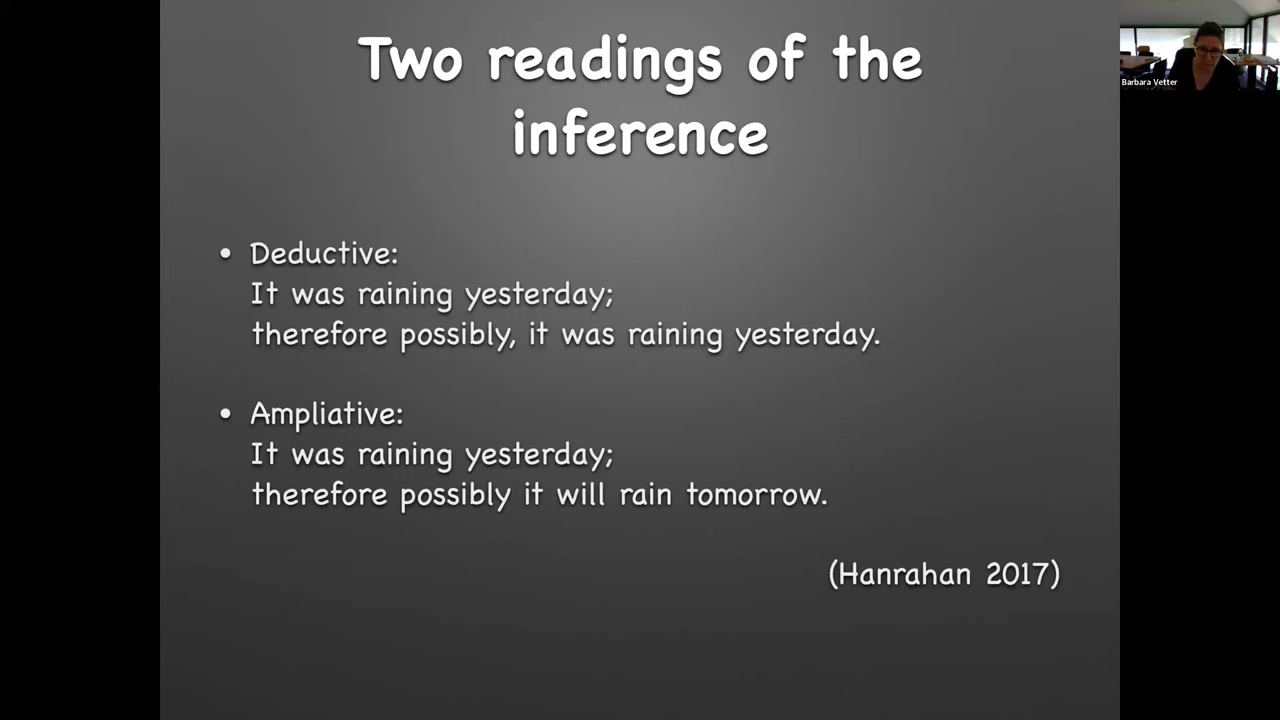 Two readings of the
inference
Barbara Vetter
• Deductive:
It was raining yesterday;
therefore possibly, it was raining yesterday.
• Ampliative:
It was raining yesterday;
therefore possibly it will rain tomorrow.
(Hanrahan 2017)